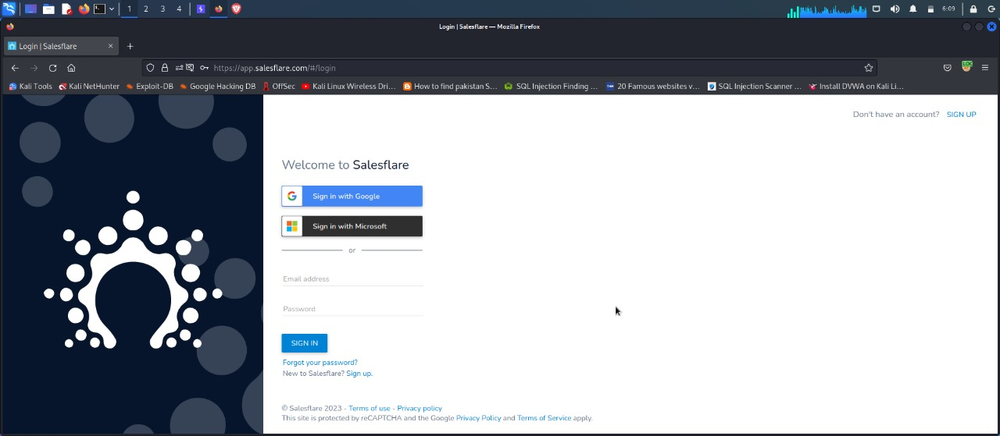 1 2 3 4
6:09
Login | Salesflare — Mozilla Firefox
Login | Salesflare
https://app.salesflare.com/#/login
LOG
Kali Tools Kali NetHunter Exploit-DB Google Hacking DB OffSec Kali Linux Wireless Dri… How to find pakistan S… SQL Injection Finding … 20 Famous websites v… SQL Injection Scanner … Install DVWA on Kali Li…
Don't have an account? SIGN UP
Welcome to Salesflare
Sign in with Google
Sign in with Microsoft
or
Email address
Password
SIGN IN
Forgot your password?
New to Salesflare? Sign up.
© Salesflare 2023 - Terms of use - Privacy policy
This site is protected by reCAPTCHA and the Google Privacy Policy and Terms of Service apply.